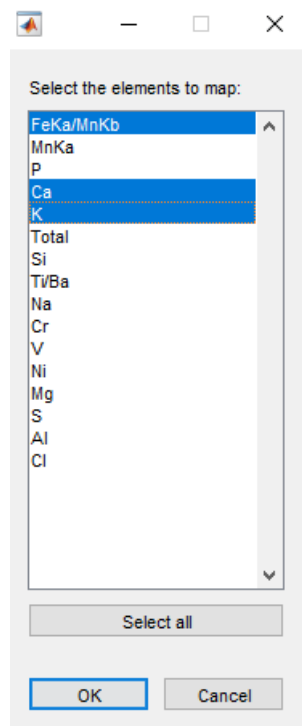 Select the elements to map:
FeKa/MnKb
MnKa
P
Ca
K
Total
Si
Ti/Ba
Na
Cr
V
Ni
Mg
S
Al
Cl
Select all
OK Cancel